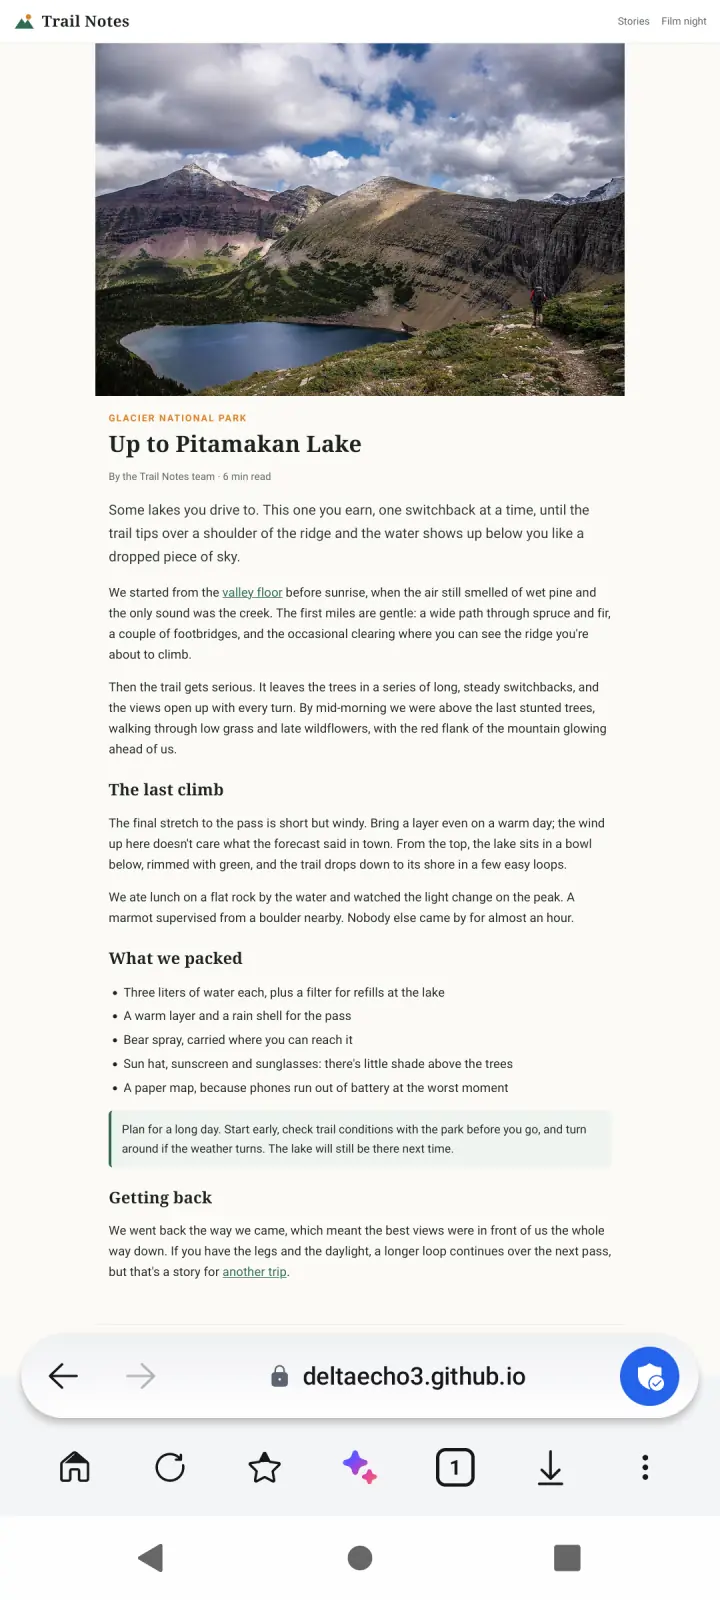 Trail Notes
Stories
Film night
GLACIER NATIONAL PARK
Up to Pitamakan Lake
By the Trail Notes team · 6 min read
Some lakes you drive to. This one you earn, one switchback at a time, until the
trail tips over a shoulder of the ridge and the water shows up below you like a
dropped piece of sky.
We started from the valley floor before sunrise, when the air still smelled of wet pine and
the only sound was the creek. The first miles are gentle: a wide path through spruce and fir,
a couple of footbridges, and the occasional clearing where you can see the ridge you're
about to climb.
Then the trail gets serious. It leaves the trees in a series of long, steady switchbacks, and
the views open up with every turn. By mid-morning we were above the last stunted trees,
walking through low grass and late wildflowers, with the red flank of the mountain glowing
ahead of us.
The last climb
The final stretch to the pass is short but windy. Bring a layer even on a warm day; the wind
up here doesn't care what the forecast said in town. From the top, the lake sits in a bowl
below, rimmed with green, and the trail drops down to its shore in a few easy loops.
We ate lunch on a flat rock by the water and watched the light change on the peak. A
marmot supervised from a boulder nearby. Nobody else came by for almost an hour.
What we packed
• Three liters of water each, plus a filter for refills at the lake
• A warm layer and a rain shell for the pass
• Bear spray, carried where you can reach it
• Sun hat, sunscreen and sunglasses: there's little shade above the trees
• A paper map, because phones run out of battery at the worst moment
Plan for a long day. Start early, check trail conditions with the park before you go, and turn
around if the weather turns. The lake will still be there next time.
Getting back
We went back the way we came, which meant the best views were in front of us the whole
way down. If you have the legs and the daylight, a longer loop continues over the next pass,
but that's a story for another trip.
deltaecho3.github.io
1